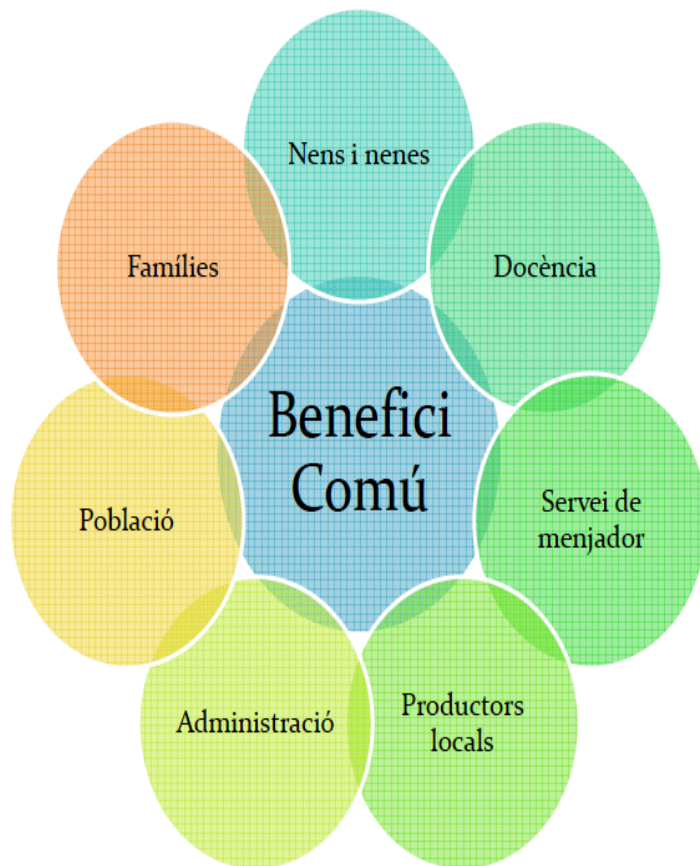 Nens i nenes
Famílies
Docència
Benefici
Comú
Població
Servei de
menjador
Administració
Productors
locals